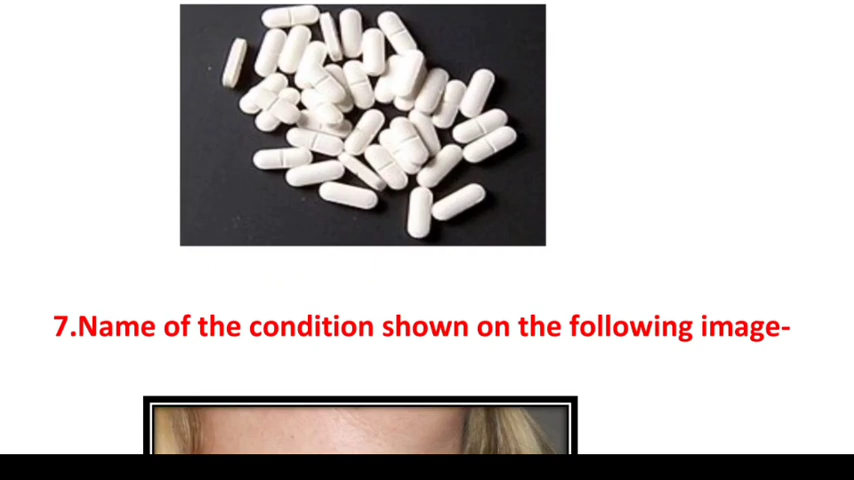 7.Name of the condition shown on the following image-